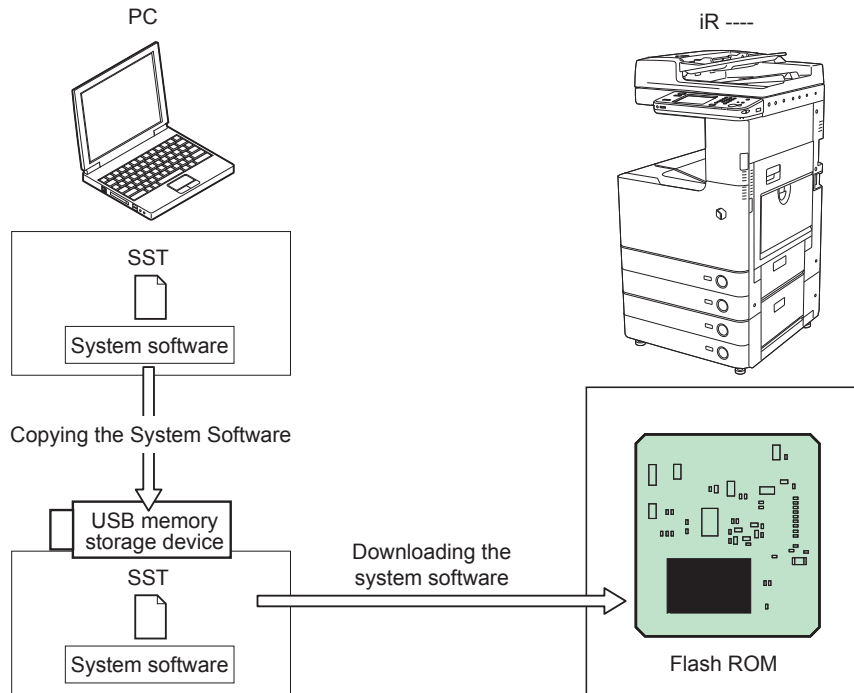 PC
iR ----
SST
System software
Copying the System Software
USB memory
storage device
Downloading the
system software
SST
System software
Flash ROM